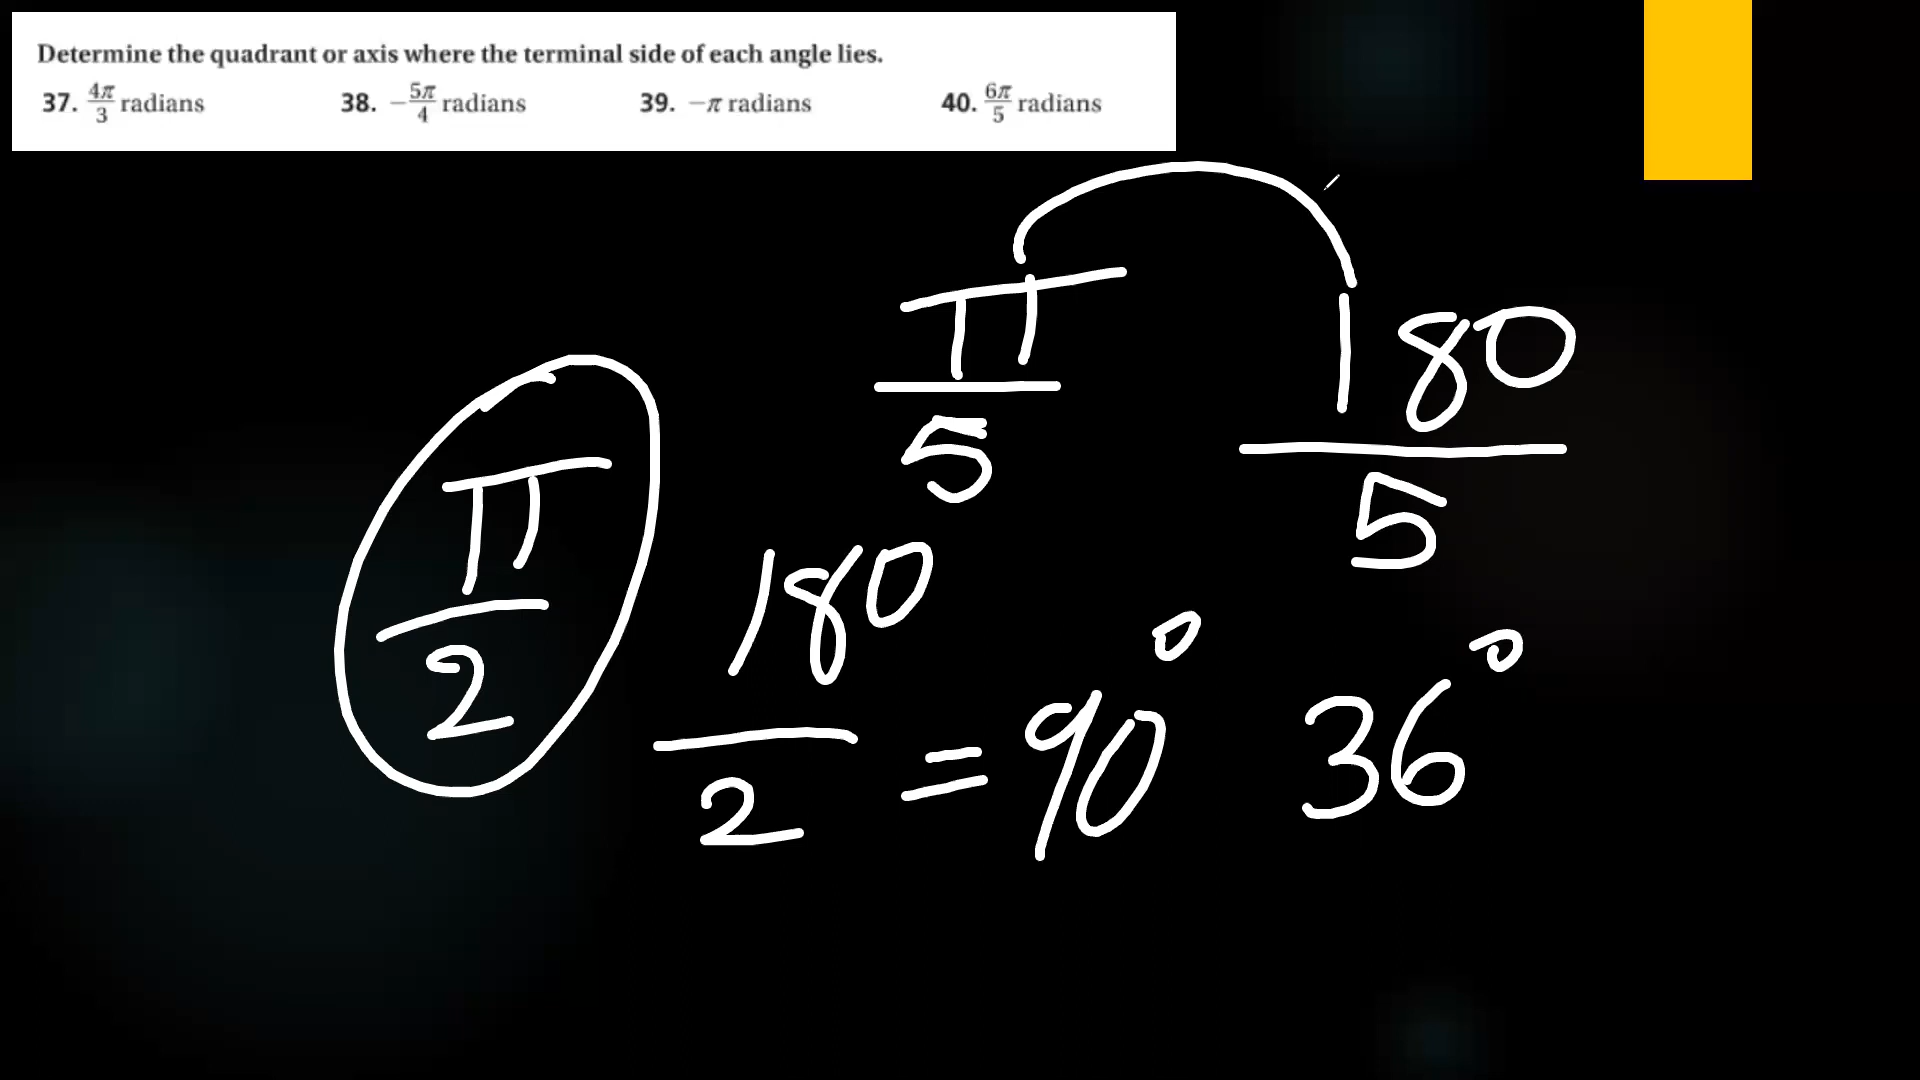 Determine the quadrant or axis where the terminal side of each angle lies.
37. 4π/3 radians 38. −5π/4 radians 39. −π radians 40. 6π/5 radians
π/5 180/5
π/2 180/2 = 90° 36°